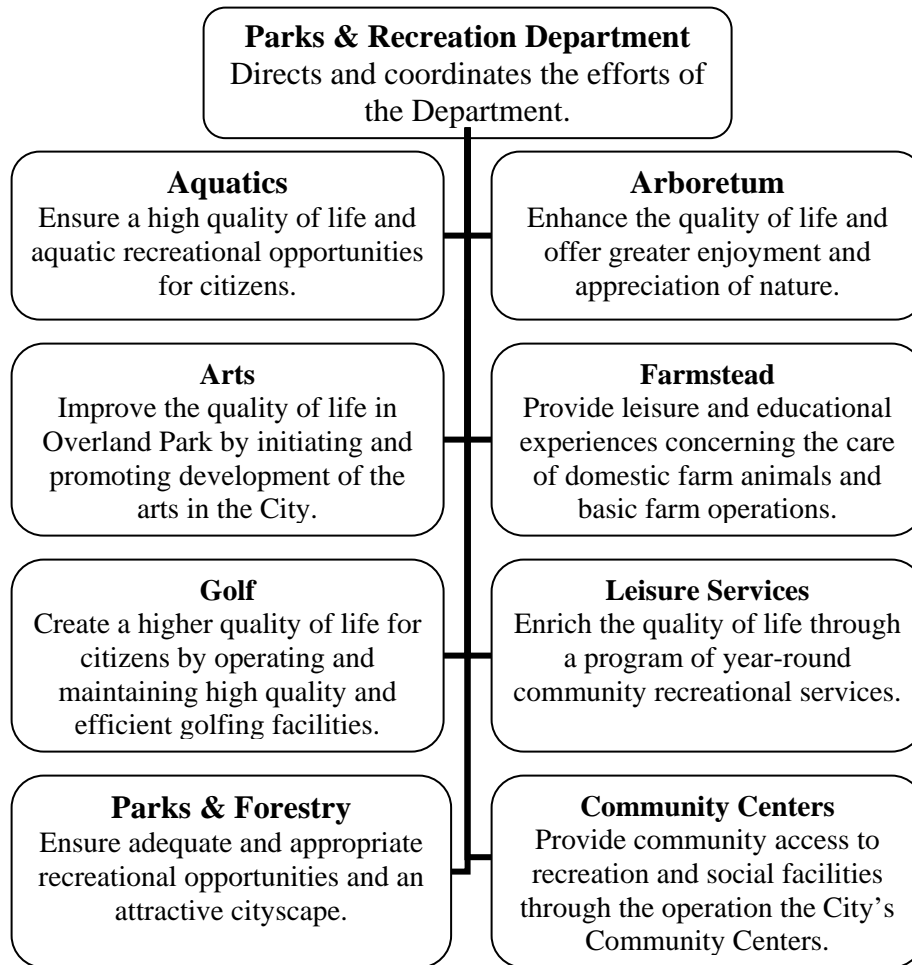 Parks & Recreation Department
Directs and coordinates the efforts of
the Department.
Aquatics
Ensure a high quality of life and
aquatic recreational opportunities
for citizens.
Arboretum
Enhance the quality of life and
offer greater enjoyment and
appreciation of nature.
Arts
Improve the quality of life in
Overland Park by initiating and
promoting development of the
arts in the City.
Farmstead
Provide leisure and educational
experiences concerning the care
of domestic farm animals and
basic farm operations.
Golf
Create a higher quality of life for
citizens by operating and
maintaining high quality and
efficient golfing facilities.
Leisure Services
Enrich the quality of life through
a program of year-round
community recreational services.
Parks & Forestry
Ensure adequate and appropriate
recreational opportunities and an
attractive cityscape.
Community Centers
Provide community access to
recreation and social facilities
through the operation the City's
Community Centers.